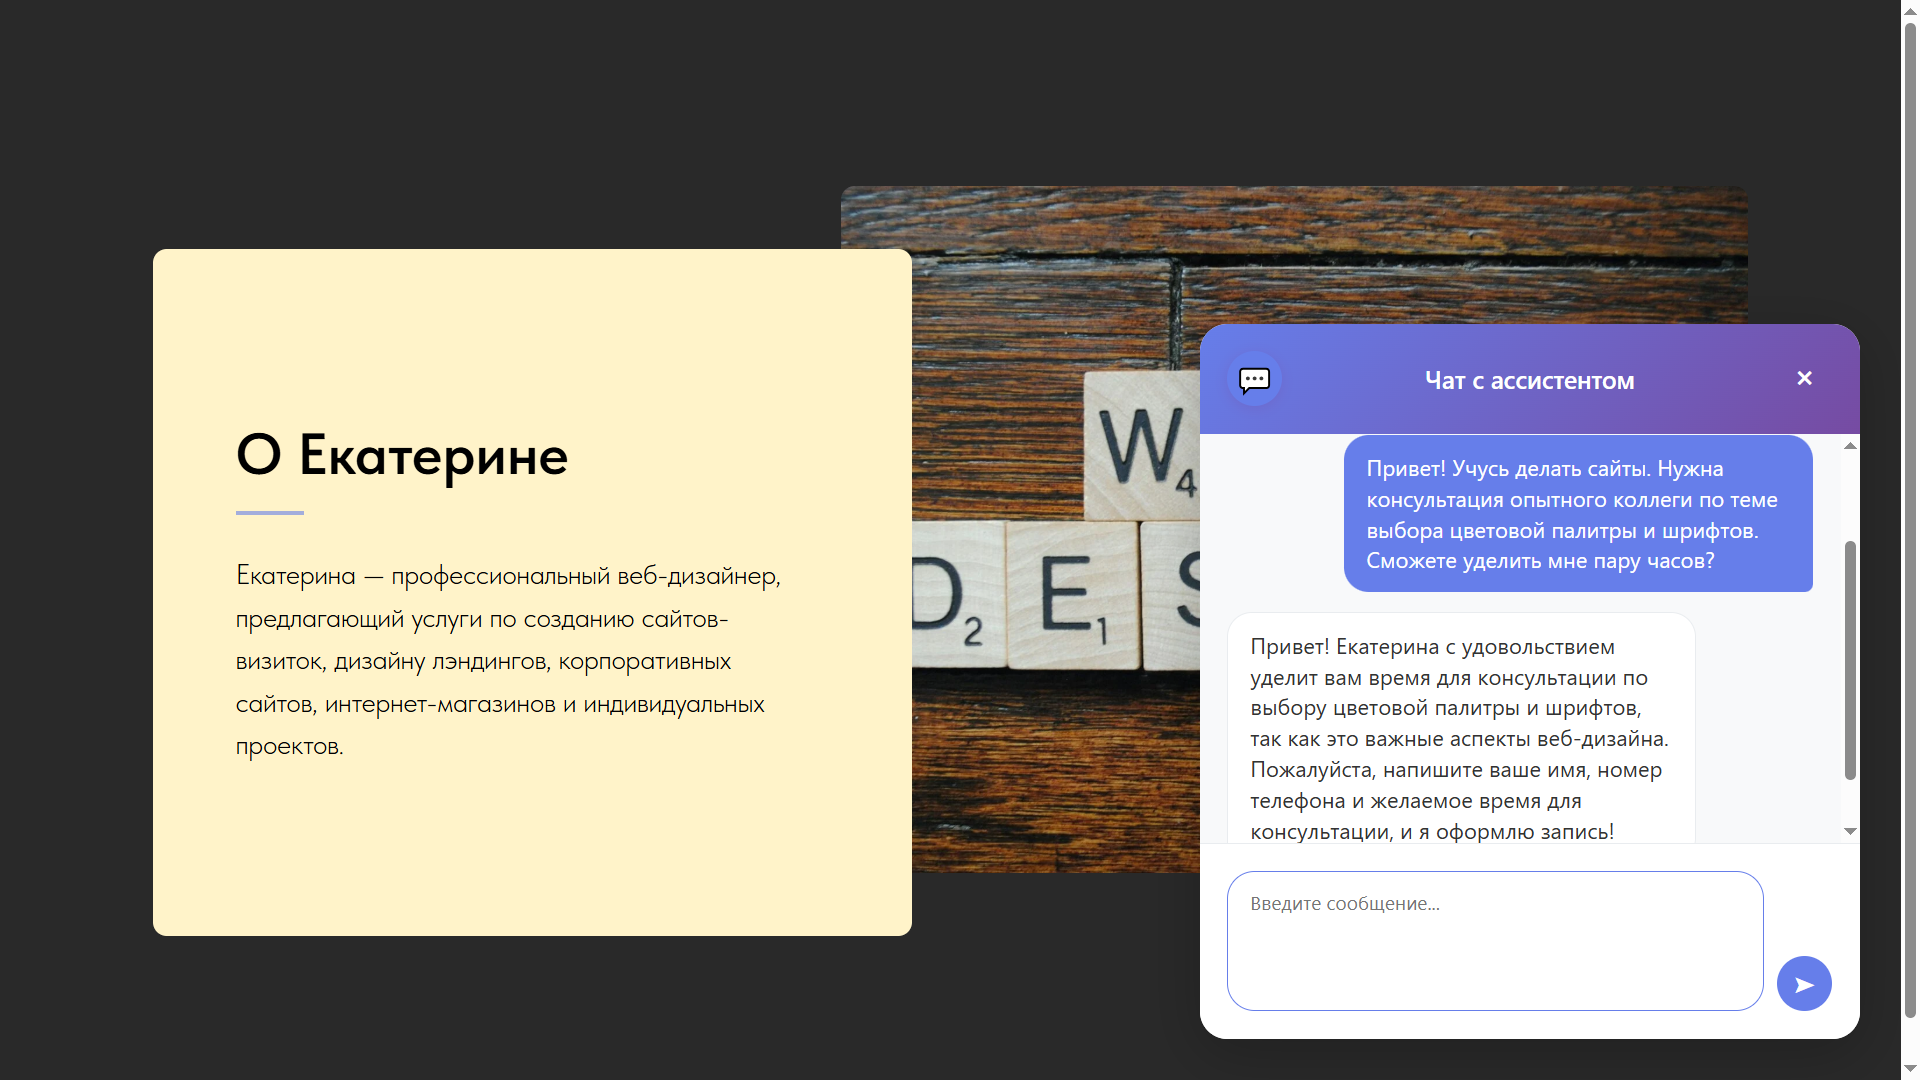 О Екатерине
Екатерина — профессиональный веб-дизайнер,
предлагающий услуги по созданию сайтов-
визиток, дизайну лэндингов, корпоративных
сайтов, интернет-магазинов и индивидуальных
проектов.
W4
D2 E1 S
Чат с ассистентом
Привет! Учусь делать сайты. Нужна
консультация опытного коллеги по теме
выбора цветовой палитры и шрифтов.
Сможете уделить мне пару часов?
Привет! Екатерина с удовольствием
уделит вам время для консультации по
выбору цветовой палитры и шрифтов,
так как это важные аспекты веб-дизайна.
Пожалуйста, напишите ваше имя, номер
телефона и желаемое время для
консультации, и я оформлю запись!
Введите сообщение...